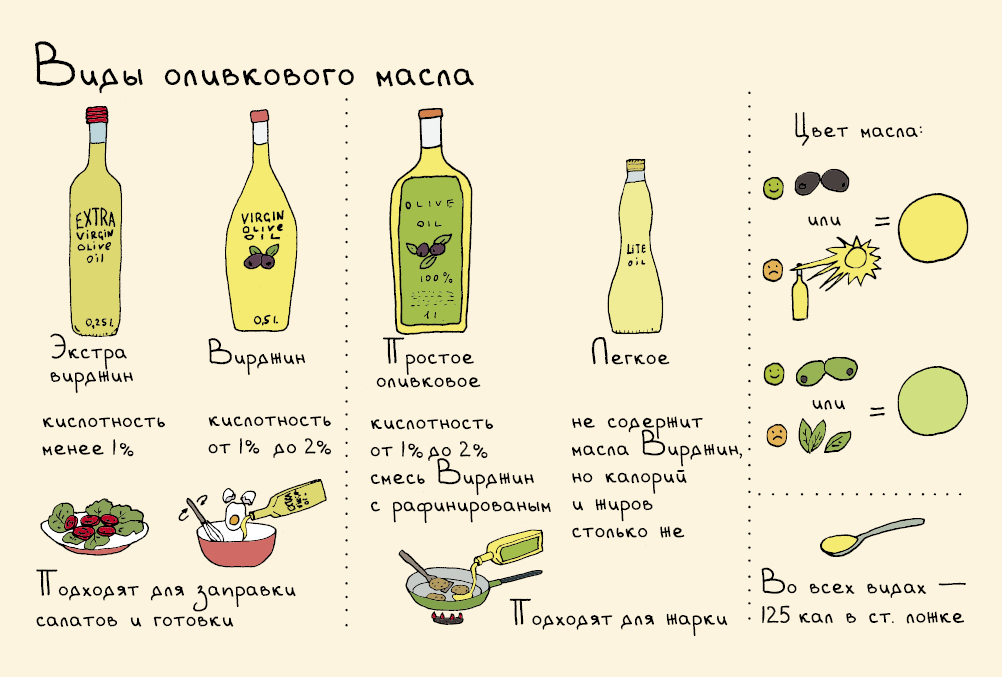 Виды оливкового масла
EXTRA
VIRGIN
OLIVE
OIL
0,25 l.
Экстра
вирджин
кислотность
менее 1%
VIRGIN
OLIVE
OIL
0,5 l.
Вирджин
кислотность
от 1% до 2%
Подходят для заправки
салатов и готовки
OLIVE
OIL
100%
1 l.
Простое
оливковое
кислотность
от 1% до 2%
смесь Вирджин
с рафинированым
LITE
OIL
Легкое
не содержит
масла Вирджин,
но калорий
и жиров
столько же
Подходят для жарки
Цвет масла:
или =
или =
Во всех видах —
125 кал в ст. ложке